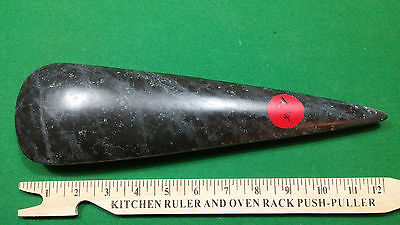 1 2 3 4 5 6 7 8 9 10 11 12
KITCHEN RULER AND OVEN RACK PUSH-PULLER